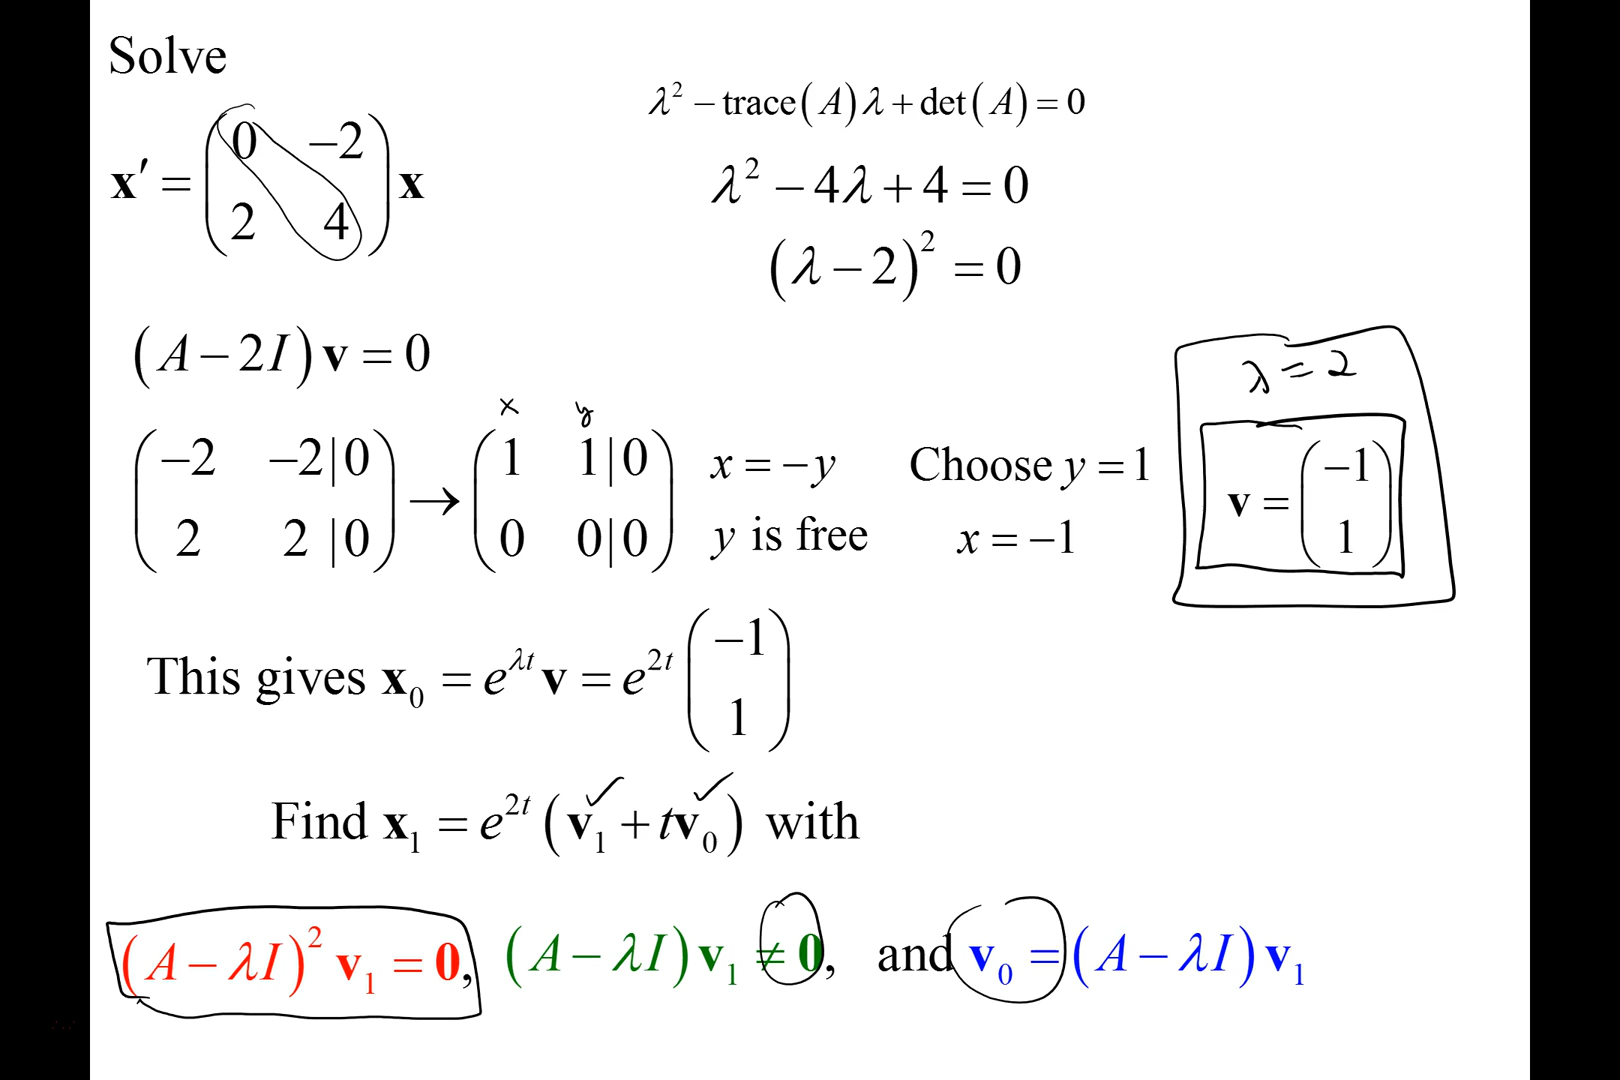 Solve
λ² − trace(A)λ + det(A) = 0
x′ = (0 −2
2 4) x
λ² − 4λ + 4 = 0
(λ − 2)² = 0
(A − 2I) v = 0
λ = 2
x y
(−2 −2|0
2 2|0) → (1 1|0
0 0|0)
x = −y
y is free
Choose y = 1
x = −1
v = (−1
1)
This gives x₀ = e^{λt} v = e^{2t} (−1
1)
Find x₁ = e^{2t} (v₁ + tv₀) with
(A − λI)² v₁ = 0, (A − λI) v₁ ≠ 0, and v₀ = (A − λI) v₁